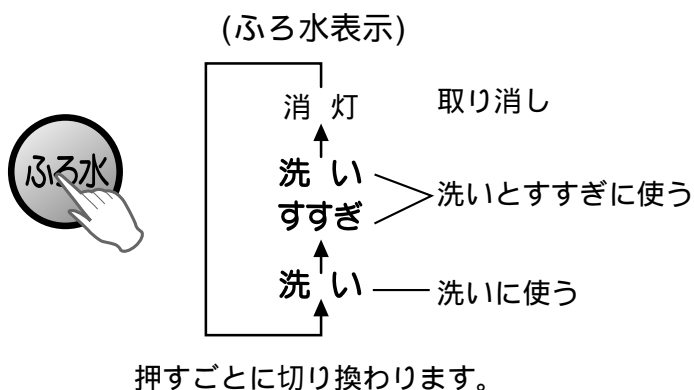 (ふろ水表示)
消 灯 取り消し
ふろ水
洗 い
すすぎ
洗いとすすぎに使う
洗 い 洗いに使う
押すごとに切り換わります。